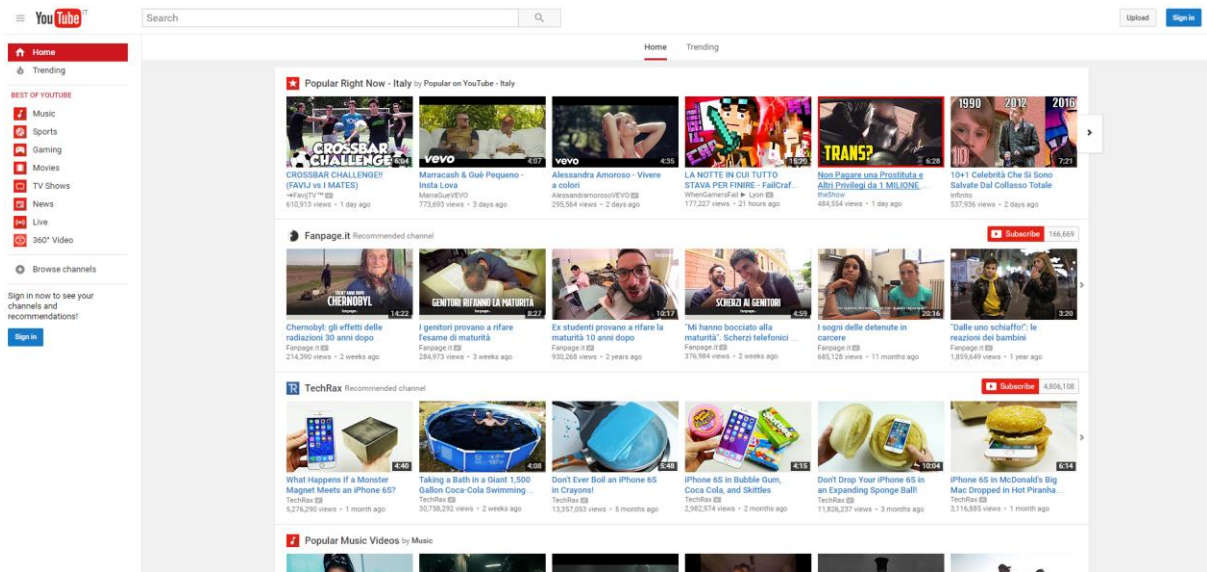 YouTube IT
Search
Upload
Sign in
Home
Trending
BEST OF YOUTUBE
Music
Sports
Gaming
Movies
TV Shows
News
Live
360° Video
Browse channels
Sign in now to see your
channels and
recommendations!
Sign in
Home Trending
Popular Right Now - Italy by Popular on YouTube - Italy
CROSSBAR
CHALLENGE
6:04
CROSSBAR CHALLENGE!!
(FAVIJ vs I MATES)
FavijTV™
610,913 views • 1 day ago
vevo
4:07
Marracash & Guè Pequeno -
Insta Lova
MarraGueVEVO
773,693 views • 3 days ago
vevo
4:35
Alessandra Amoroso - Vivere
a colori
AlessandramorosoVEVO
295,564 views • 2 days ago
15:20
LA NOTTE IN CUI TUTTO
STAVA PER FINIRE - FailCraf...
WhenGamersFail ► Lyon
177,227 views • 21 hours ago
TRANS?
6:28
Non Pagare una Prostituta e
Altri Privilegi da 1 MILIONE ...
theShow
484,554 views • 1 day ago
1990 2012 2016
10
7:21
10+1 Celebrità Che Si Sono
Salvate Dal Collasso Totale
Infinito
537,936 views • 2 days ago
Fanpage.it Recommended channel
Subscribe 166,669
CHERNOBYL
14:22
Chernobyl: gli effetti delle
radiazioni 30 anni dopo
Fanpage.it
214,390 views • 2 weeks ago
GENITORI RIFANNO LA MATURITÀ
8:27
I genitori provano a rifare
l'esame di maturità
Fanpage.it
284,973 views • 3 weeks ago
10:17
Ex studenti provano a rifare la
maturità 10 anni dopo
Fanpage.it
930,268 views • 2 years ago
SCHERZI AI GENITORI
4:59
"Mi hanno bocciato alla
maturità". Scherzi telefonici ...
Fanpage.it
376,984 views • 2 weeks ago
20:16
I sogni delle detenute in
carcere
Fanpage.it
685,128 views • 11 months ago
3:20
"Dalle uno schiaffo!": le
reazioni dei bambini
Fanpage.it
1,859,649 views • 1 year ago
TechRax Recommended channel
Subscribe 4,806,108
4:40
What Happens If a Monster
Magnet Meets an iPhone 6S?
TechRax
5,276,290 views • 1 month ago
4:08
Taking a Bath in a Giant 1,500
Gallon Coca-Cola Swimming...
TechRax
30,758,292 views • 2 weeks ago
5:48
Don't Ever Boil an iPhone 6S
in Crayons!
TechRax
13,357,053 views • 5 months ago
4:15
iPhone 6S in Bubble Gum,
Coca Cola, and Skittles
TechRax
2,982,974 views • 2 months ago
10:04
Don't Drop Your iPhone 6S in
an Expanding Sponge Ball!
TechRax
11,826,237 views • 3 months ago
6:14
iPhone 6S in McDonald's Big
Mac Dropped in Hot Piranha...
TechRax
3,116,885 views • 1 month ago
Popular Music Videos by Music